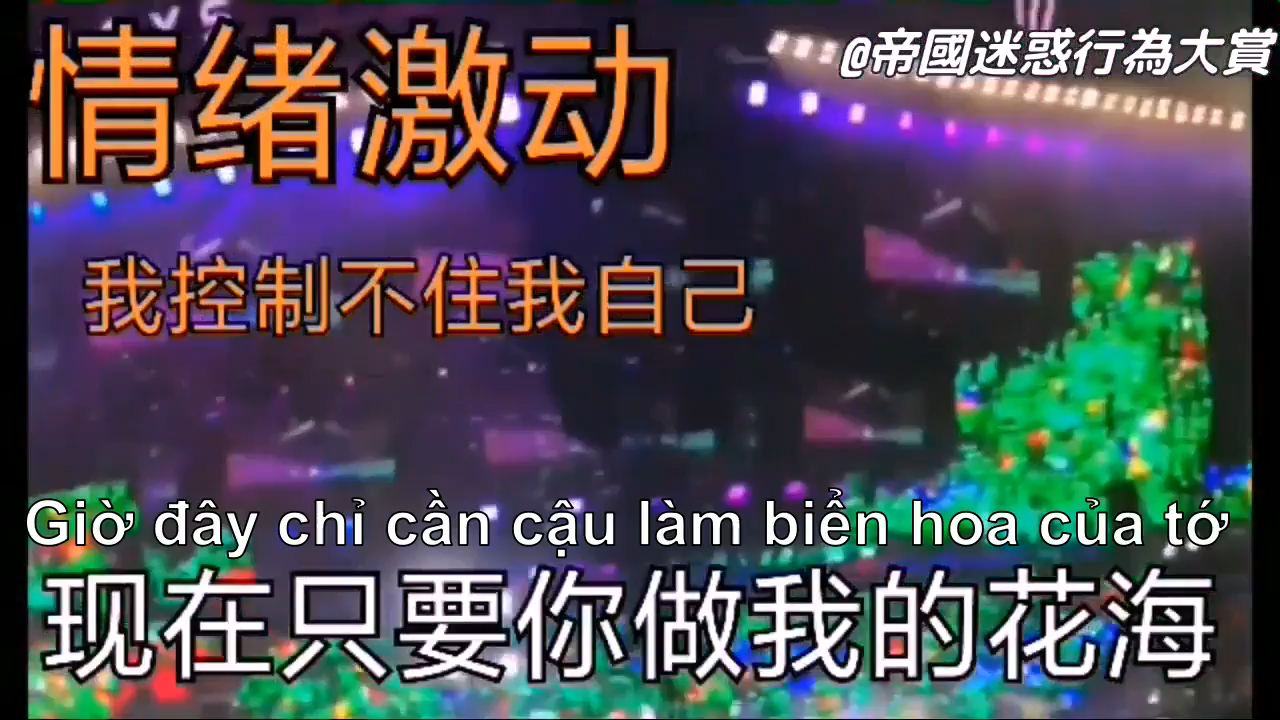 情绪激动
@帝國迷惑行為大賞
我控制不住我自己
Giờ đây chỉ cần cậu làm biển hoa của tớ
现在只要你做我的花海